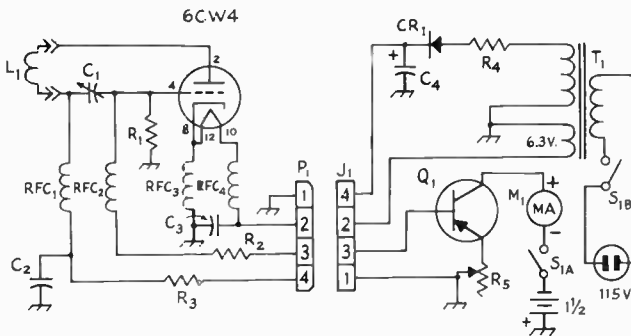 6CW4
L1
C1
2
4
8
12
10
R1
RFC1
RFC2
RFC3
RFC4
C3
C2
R2
R3
P1
1
2
3
4
J1
4
2
3
1
+
C4
CR1
R4
T1
6.3V.
Q1
R5
+
M1
MA
-
S1A
1½
+
S1B
115V